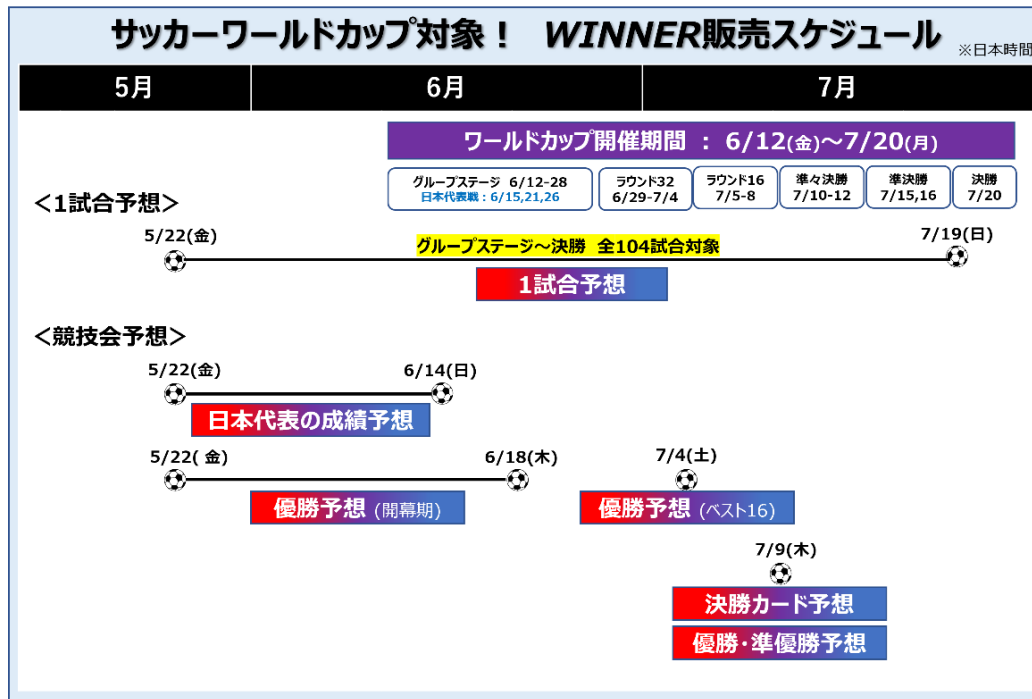 サッカーワールドカップ対象！ WINNER販売スケジュール ※日本時間
5月 6月 7月
ワールドカップ開催期間 ： 6/12(金)～7/20(月)
グループステージ 6/12-28
日本代表戦：6/15,21,26
ラウンド32
6/29-7/4
ラウンド16
7/5-8
準々決勝
7/10-12
準決勝
7/15,16
決勝
7/20
＜1試合予想＞
5/22(金) 7/19(日)
グループステージ～決勝 全104試合対象
1試合予想
＜競技会予想＞
5/22(金) 6/14(日)
日本代表の成績予想
5/22( 金) 6/18(木) 7/4(土)
優勝予想 (開幕期) 優勝予想 (ベスト16)
7/9(木)
決勝カード予想
優勝・準優勝予想